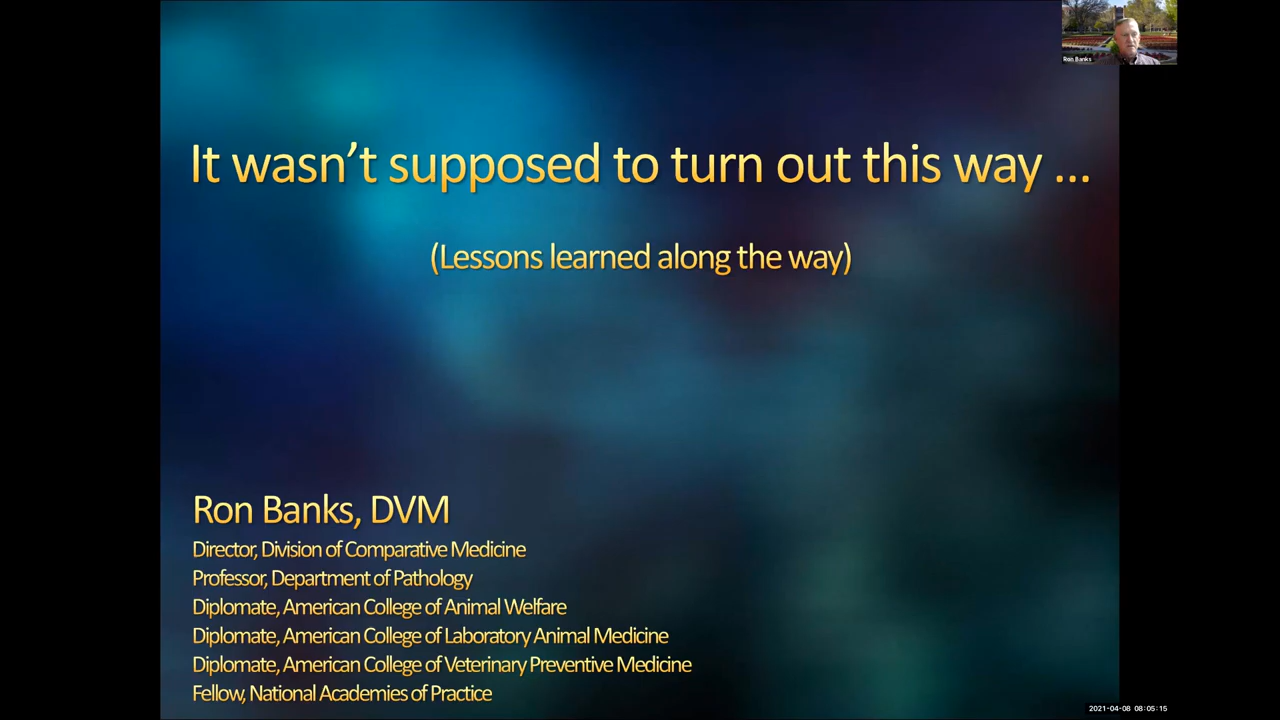 Ron Banks
It wasn’t supposed to turn out this way ...
(Lessons learned along the way)
Ron Banks, DVM
Director, Division of Comparative Medicine
Professor, Department of Pathology
Diplomate, American College of Animal Welfare
Diplomate, American College of Laboratory Animal Medicine
Diplomate, American College of Veterinary Preventive Medicine
Fellow, National Academies of Practice
2021-04-08 08:05:15